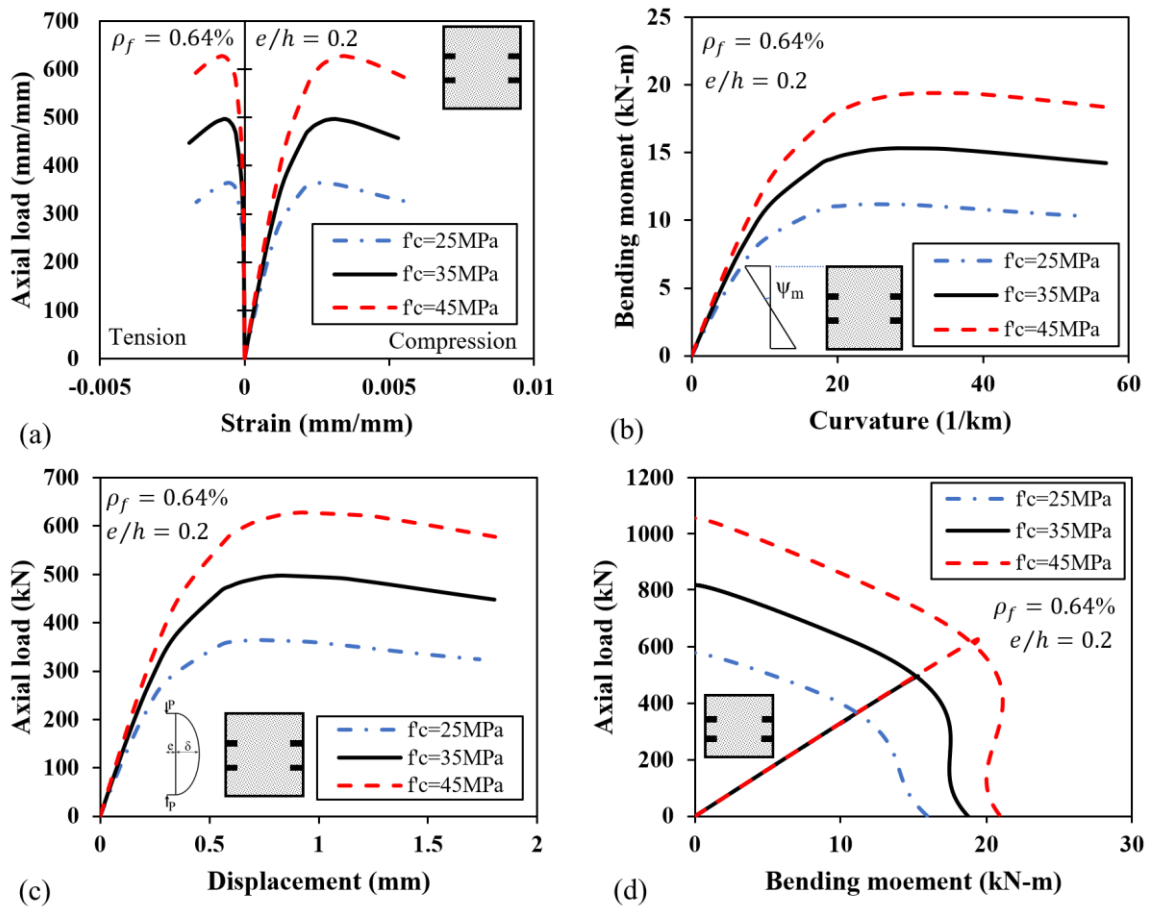 700
600
500
400
300
200
100
0
Axial load (mm/mm)
ρf = 0.64%
e/h = 0.2
f'c=25MPa
f'c=35MPa
f'c=45MPa
Tension
Compression
-0.005
0
0.005
0.01
Strain (mm/mm)
(a)
25
20
15
10
5
0
Bending moment (kN-m)
ρf = 0.64%
e/h = 0.2
ψm
f'c=25MPa
f'c=35MPa
f'c=45MPa
0
20
40
60
Curvature (1/km)
(b)
700
600
500
400
300
200
100
0
Axial load (kN)
ρf = 0.64%
e/h = 0.2
P
e
δ
P
f'c=25MPa
f'c=35MPa
f'c=45MPa
0
0.5
1
1.5
2
Displacement (mm)
(c)
1200
1000
800
600
400
200
0
Axial load (kN)
f'c=25MPa
f'c=35MPa
f'c=45MPa
ρf = 0.64%
e/h = 0.2
0
10
20
30
Bending moement (kN-m)
(d)